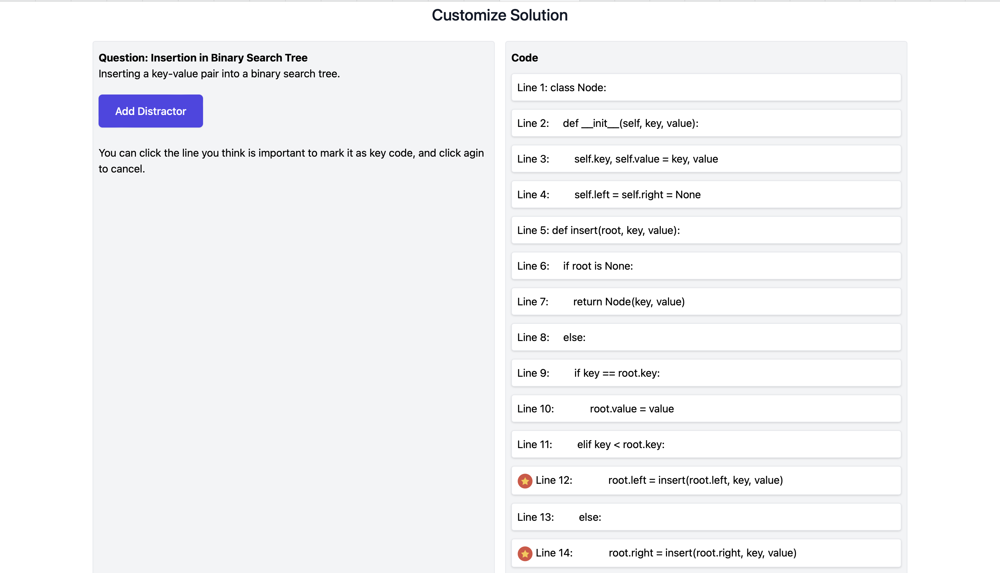 Customize Solution
Question: Insertion in Binary Search Tree
Inserting a key-value pair into a binary search tree.
Add Distractor
You can click the line you think is important to mark it as key code, and click agin
to cancel.
Code
Line 1: class Node:
Line 2:     def __init__(self, key, value):
Line 3:         self.key, self.value = key, value
Line 4:         self.left = self.right = None
Line 5: def insert(root, key, value):
Line 6:     if root is None:
Line 7:         return Node(key, value)
Line 8:     else:
Line 9:         if key == root.key:
Line 10:             root.value = value
Line 11:         elif key < root.key:
Line 12:             root.left = insert(root.left, key, value)
Line 13:         else:
Line 14:             root.right = insert(root.right, key, value)